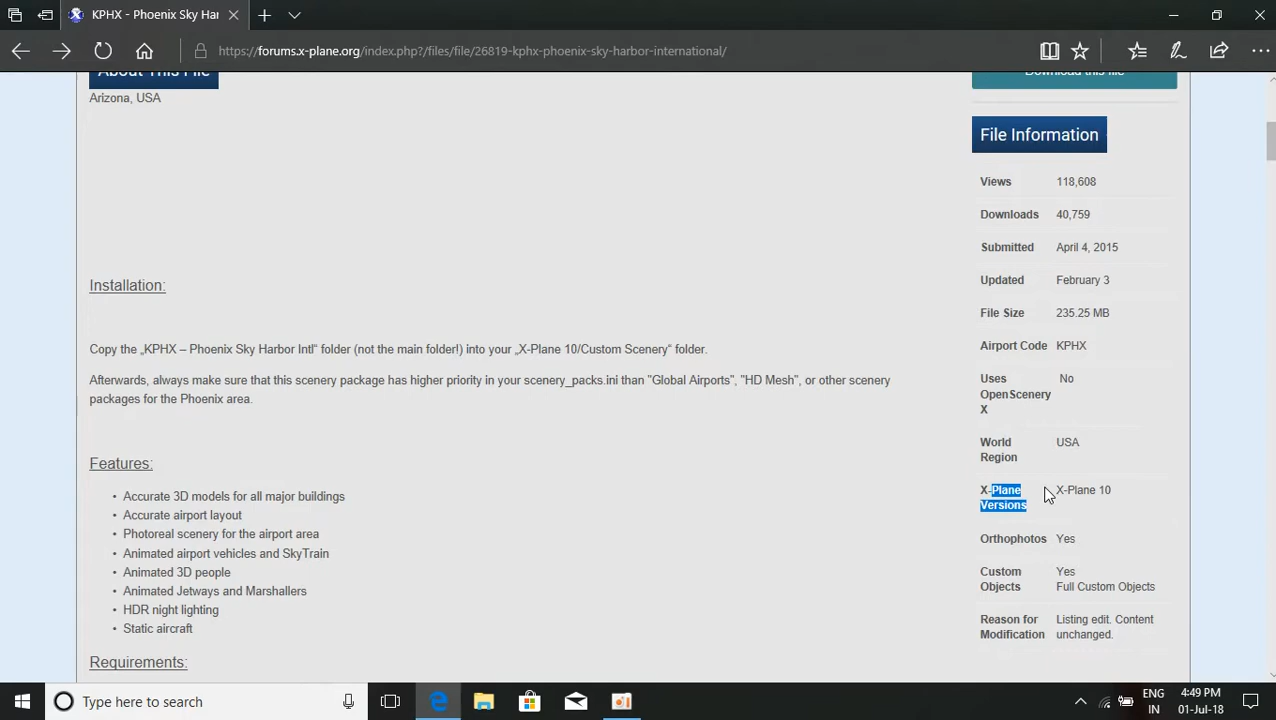 KPHX - Phoenix Sky Har
https://forums.x-plane.org/index.php?/files/file/26819-kphx-phoenix-sky-harbor-international/
About This File
Download this file
Arizona, USA
File Information
Views 118,608
Downloads 40,759
Submitted April 4, 2015
Updated February 3
File Size 235.25 MB
Airport Code KPHX
Uses No
OpenScenery
X
World USA
Region
X-Plane X-Plane 10
Versions
Orthophotos Yes
Custom Yes
Objects Full Custom Objects
Reason for Listing edit. Content
Modification unchanged.
Installation:
Copy the „KPHX – Phoenix Sky Harbor Intl“ folder (not the main folder!) into your „X-Plane 10/Custom Scenery“ folder.
Afterwards, always make sure that this scenery package has higher priority in your scenery_packs.ini than "Global Airports", "HD Mesh", or other scenery
packages for the Phoenix area.
Features:
• Accurate 3D models for all major buildings
• Accurate airport layout
• Photoreal scenery for the airport area
• Animated airport vehicles and SkyTrain
• Animated 3D people
• Animated Jetways and Marshallers
• HDR night lighting
• Static aircraft
Requirements:
Type here to search
ENG 4:49 PM
IN 01-Jul-18